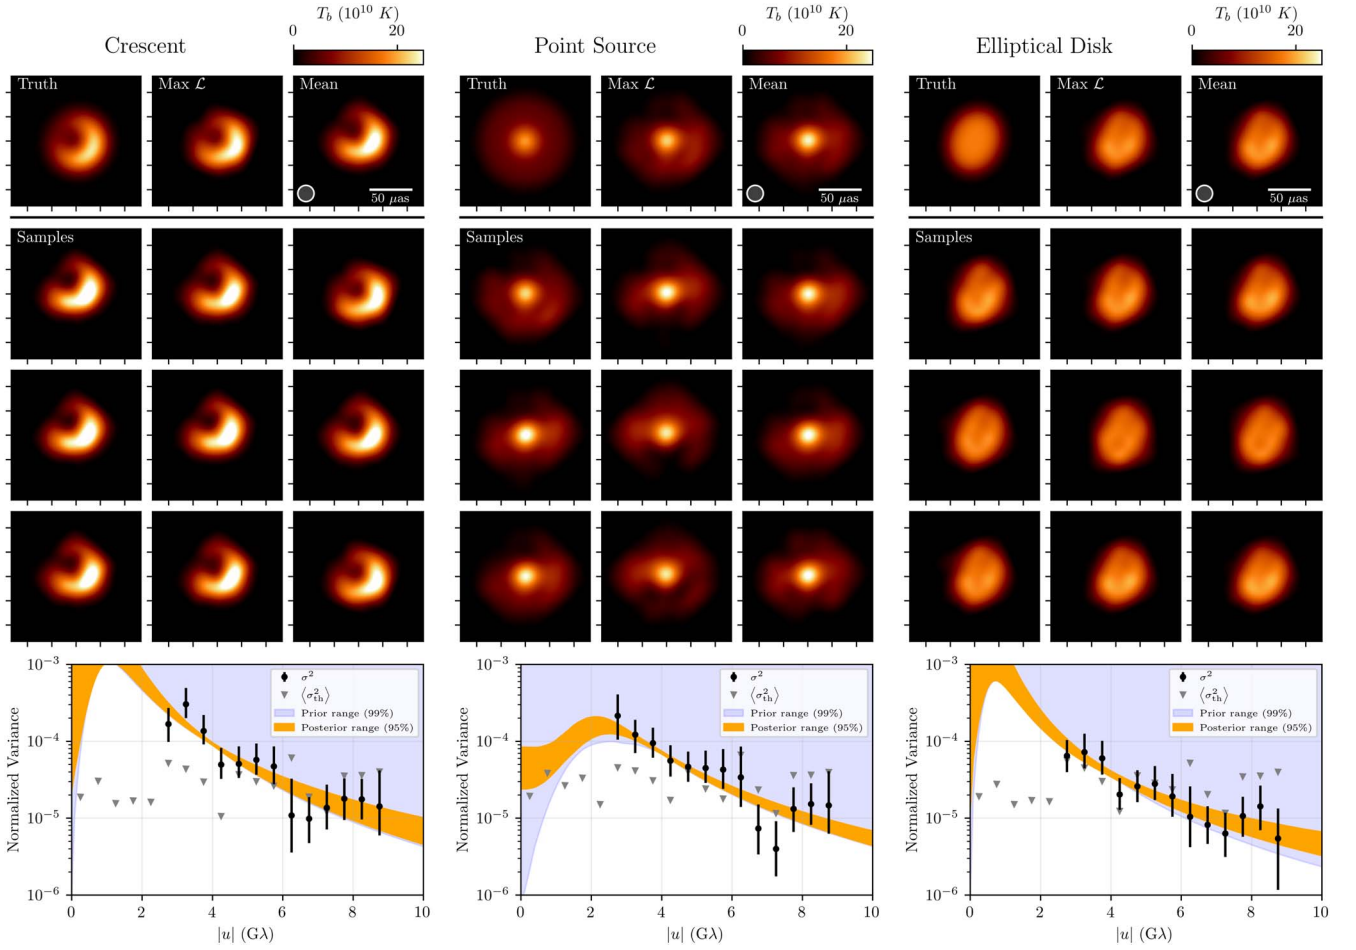 Crescent
T_b (10^10 K)
0 20
Truth
Max ℒ
Mean
50 μas
Samples
Normalized Variance
10^−3
10^−4
10^−5
10^−6
σ^2
⟨σ^2_th⟩
Prior range (99%)
Posterior range (95%)
0 2 4 6 8 10
|u| (Gλ)
Point Source
T_b (10^10 K)
0 20
Truth
Max ℒ
Mean
50 μas
Samples
Normalized Variance
10^−3
10^−4
10^−5
10^−6
σ^2
⟨σ^2_th⟩
Prior range (99%)
Posterior range (95%)
0 2 4 6 8 10
|u| (Gλ)
Elliptical Disk
T_b (10^10 K)
0 20
Truth
Max ℒ
Mean
50 μas
Samples
Normalized Variance
10^−3
10^−4
10^−5
10^−6
σ^2
⟨σ^2_th⟩
Prior range (99%)
Posterior range (95%)
0 2 4 6 8 10
|u| (Gλ)